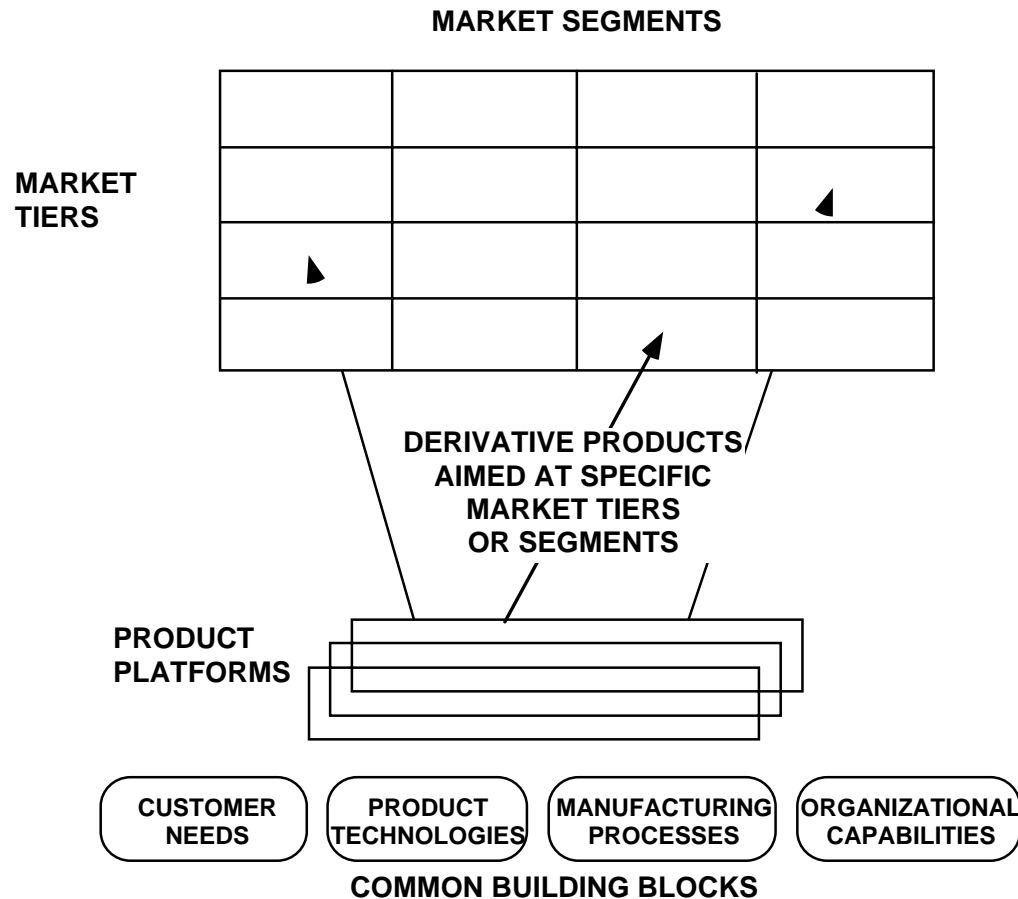 MARKET SEGMENTS
MARKET
TIERS
DERIVATIVE PRODUCTS
AIMED AT SPECIFIC
MARKET TIERS
OR SEGMENTS
PRODUCT
PLATFORMS
CUSTOMER
NEEDS
PRODUCT
TECHNOLOGIES
MANUFACTURING
PROCESSES
ORGANIZATIONAL
CAPABILITIES
COMMON BUILDING BLOCKS